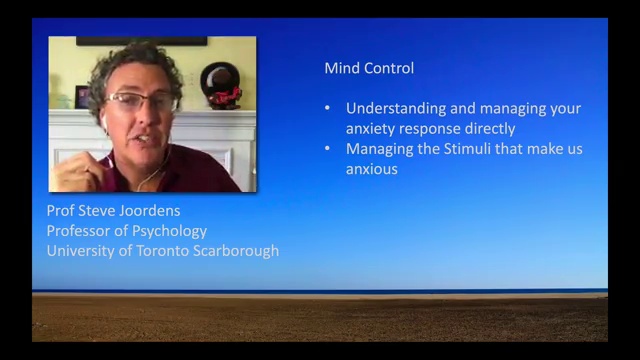 Mind Control
• Understanding and managing your
anxiety response directly
• Managing the Stimuli that make us
anxious
Prof Steve Joordens
Professor of Psychology
University of Toronto Scarborough